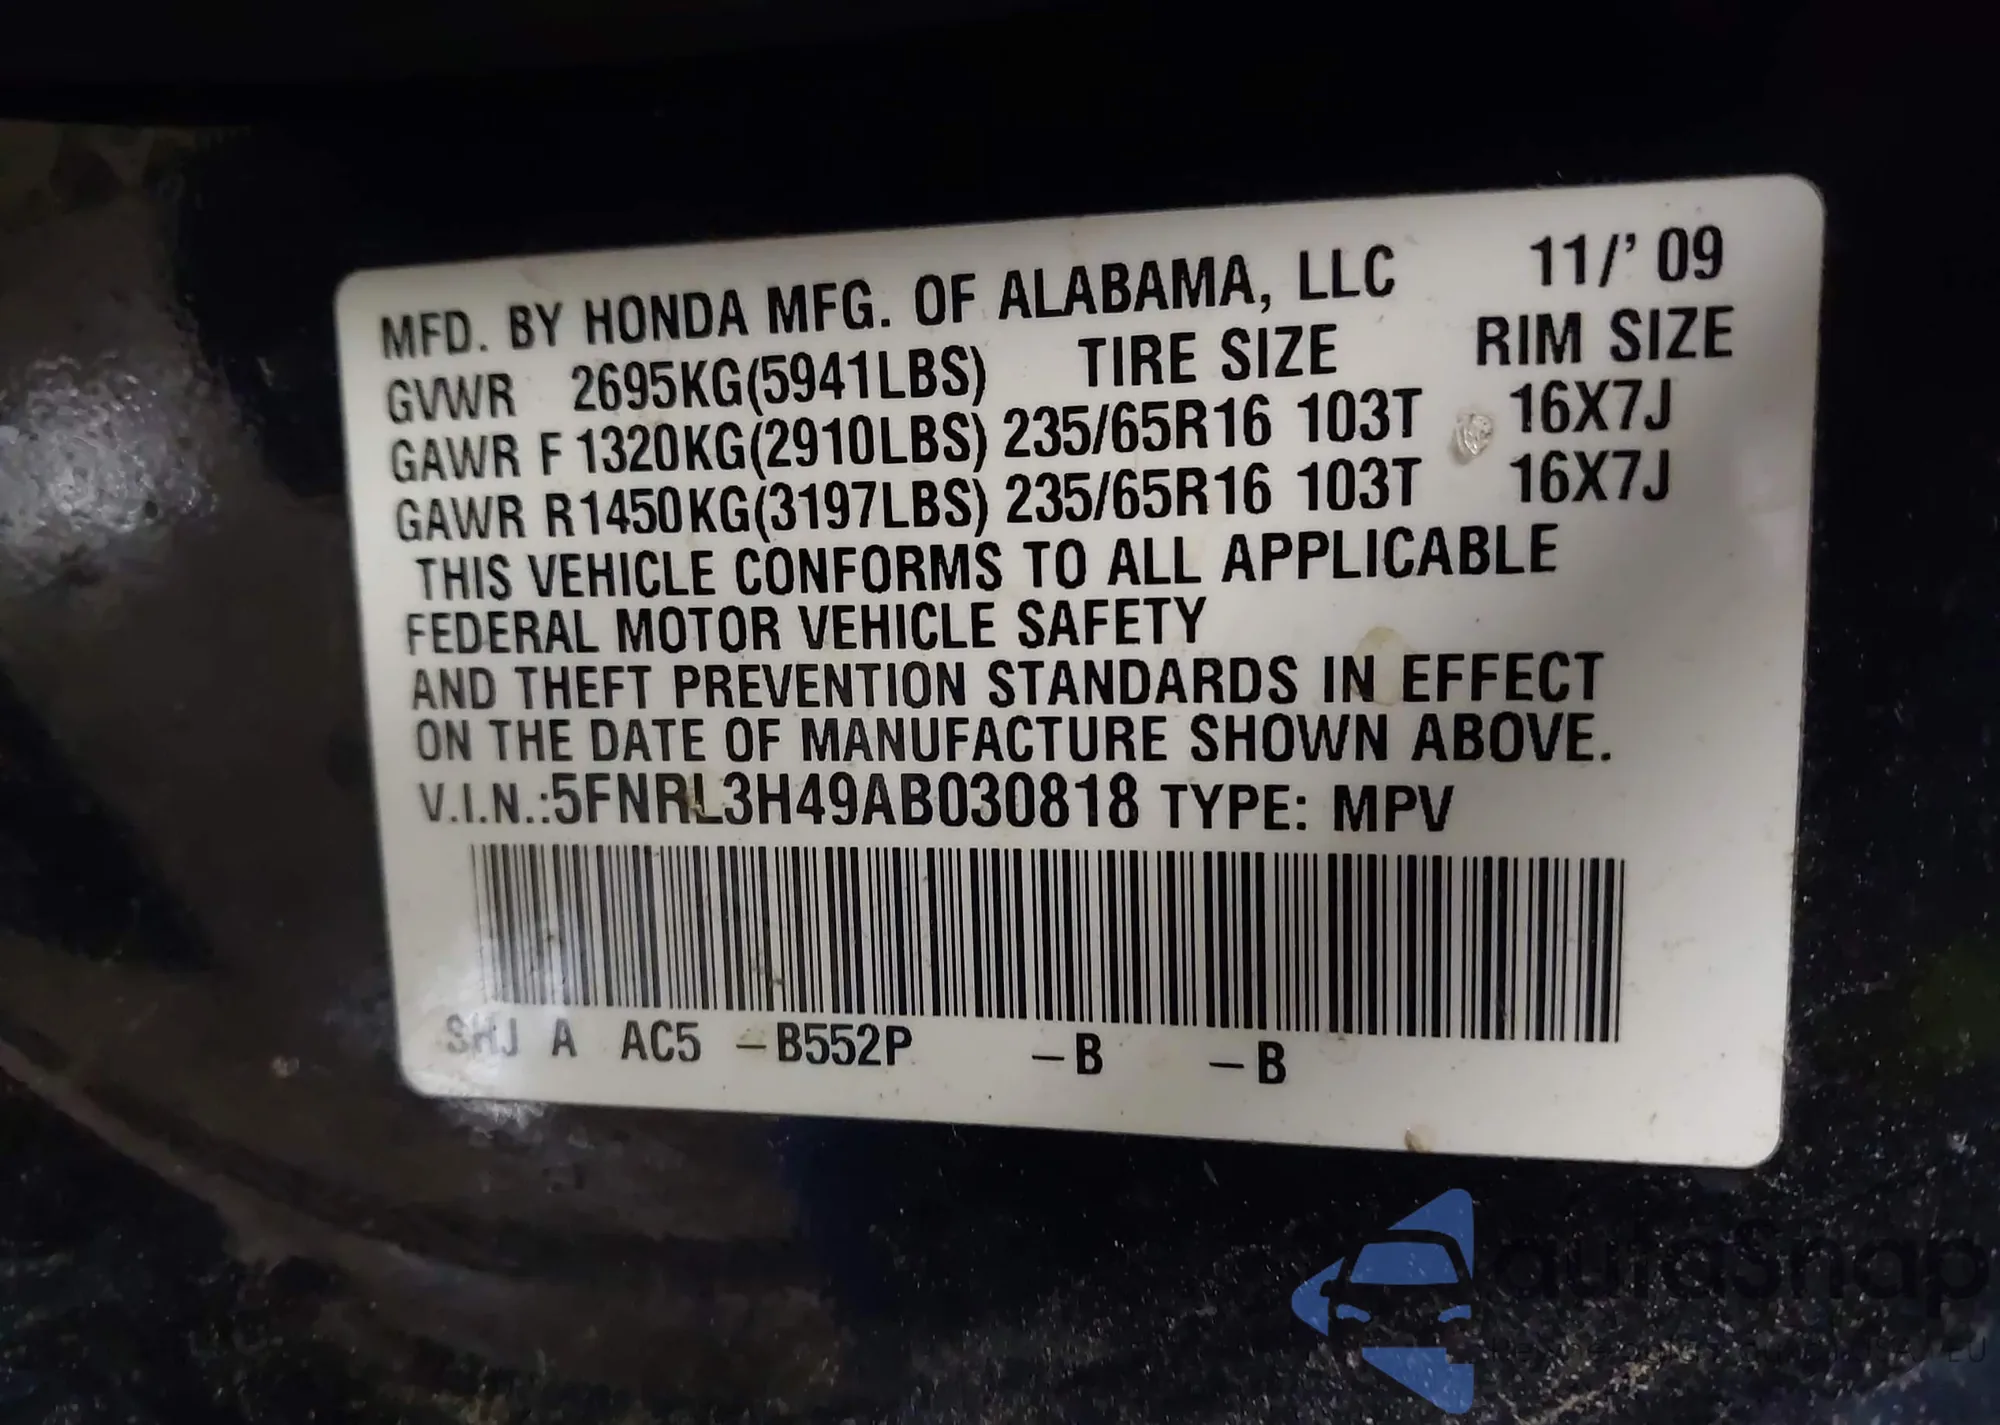 MFD. BY HONDA MFG. OF ALABAMA, LLC 11/’ 09
GVWR 2695KG(5941LBS) TIRE SIZE RIM SIZE
GAWR F 1320KG(2910LBS) 235/65R16 103T 16X7J
GAWR R1450KG(3197LBS) 235/65R16 103T 16X7J
THIS VEHICLE CONFORMS TO ALL APPLICABLE
FEDERAL MOTOR VEHICLE SAFETY
AND THEFT PREVENTION STANDARDS IN EFFECT
ON THE DATE OF MANUFACTURE SHOWN ABOVE.
V.I.N.:5FNRL3H49AB030818 TYPE: MPV
SHJ A AC5 –B552P –B –B
autaSnap